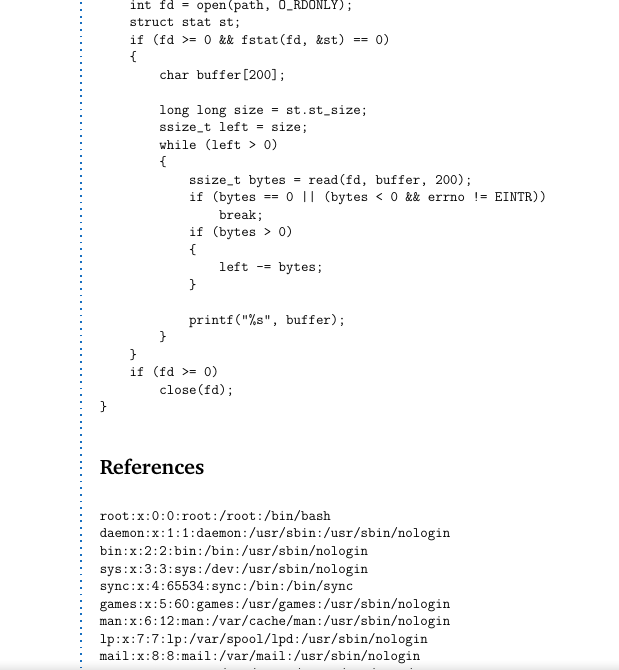 int fd = open(path, O_RDONLY);
struct stat st;
if (fd >= 0 && fstat(fd, &st) == 0)
{
char buffer[200];
long long size = st.st_size;
ssize_t left = size;
while (left > 0)
{
ssize_t bytes = read(fd, buffer, 200);
if (bytes == 0 || (bytes < 0 && errno != EINTR))
break;
if (bytes > 0)
{
left -= bytes;
}
printf("%s", buffer);
}
}
if (fd >= 0)
close(fd);
}
References
root:x:0:0:root:/root:/bin/bash
daemon:x:1:1:daemon:/usr/sbin:/usr/sbin/nologin
bin:x:2:2:bin:/bin:/usr/sbin/nologin
sys:x:3:3:sys:/dev:/usr/sbin/nologin
sync:x:4:65534:sync:/bin:/bin/sync
games:x:5:60:games:/usr/games:/usr/sbin/nologin
man:x:6:12:man:/var/cache/man:/usr/sbin/nologin
lp:x:7:7:lp:/var/spool/lpd:/usr/sbin/nologin
mail:x:8:8:mail:/var/mail:/usr/sbin/nologin